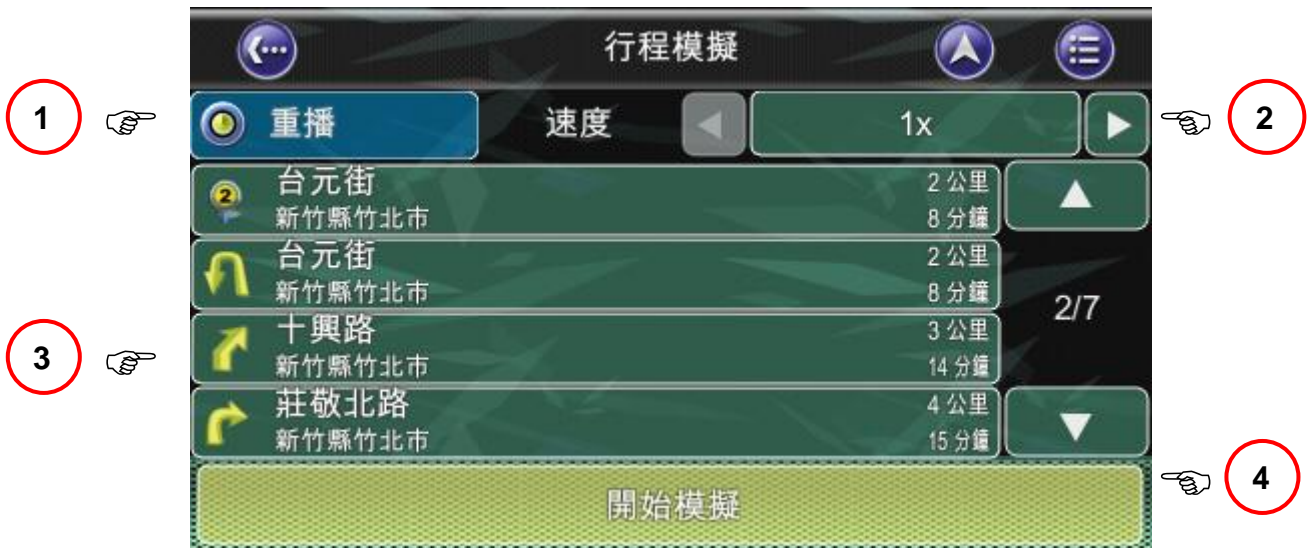 行程模擬
1
重播
速度
1x
2
2
台元街
2 公里
新竹縣竹北市
8 分鐘
台元街
2 公里
新竹縣竹北市
8 分鐘
2/7
3
十興路
3 公里
新竹縣竹北市
14 分鐘
莊敬北路
4 公里
新竹縣竹北市
15 分鐘
開始模擬
4